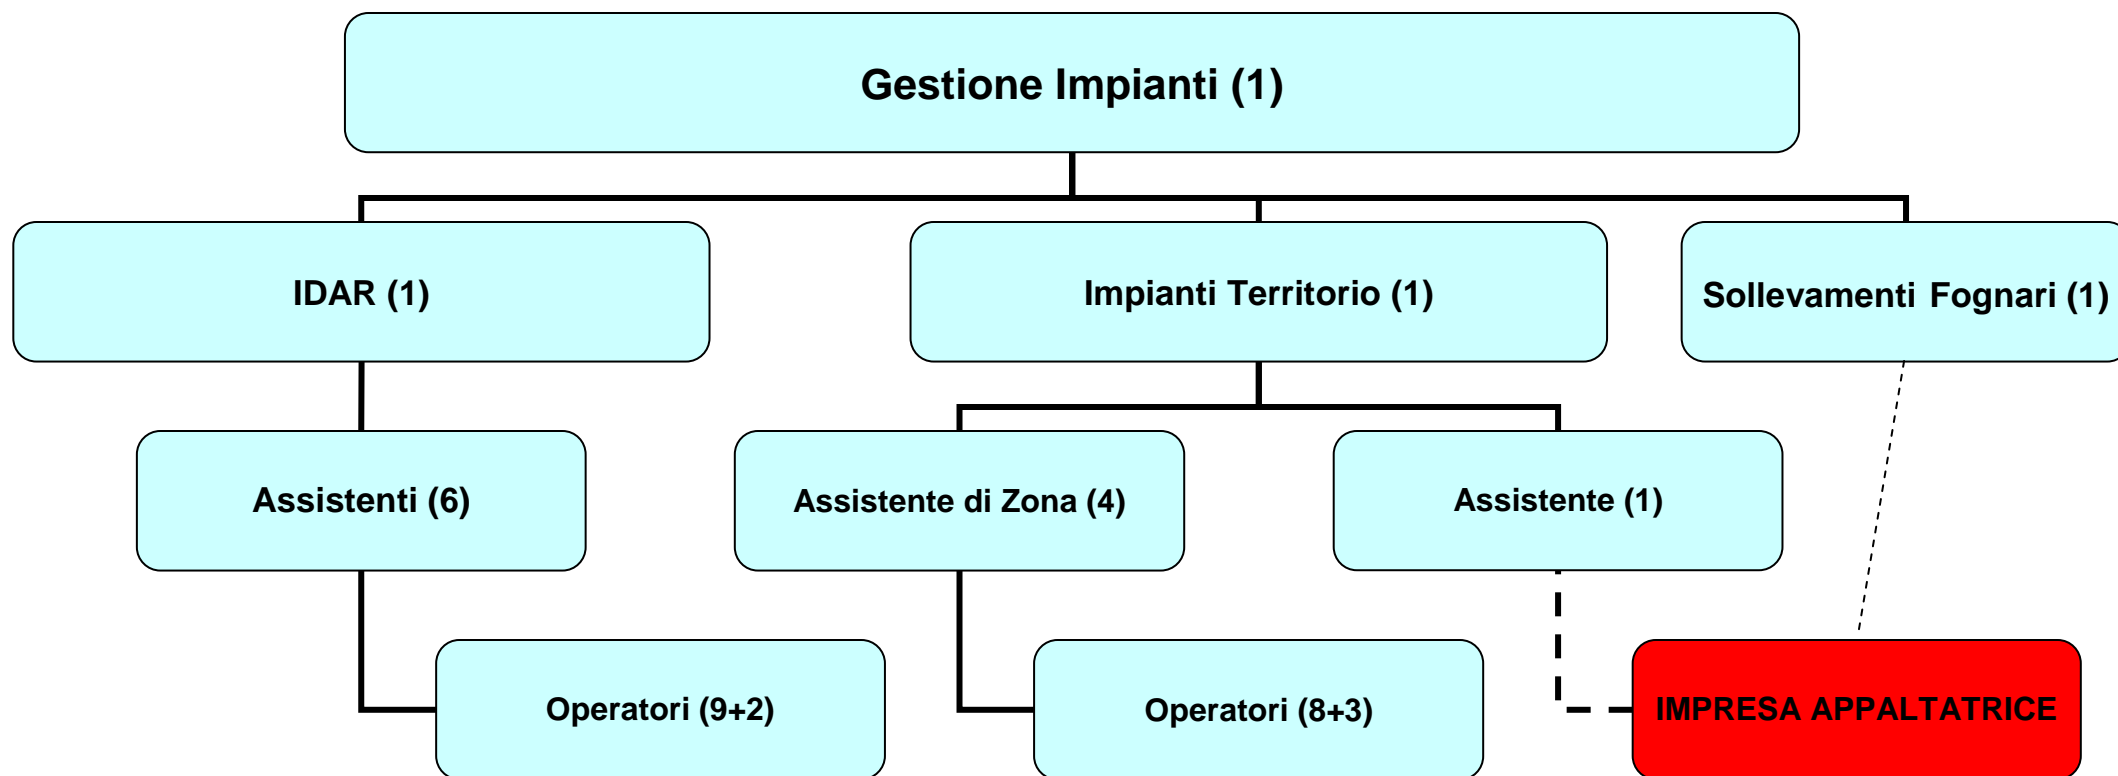 Gestione Impianti (1)
IDAR (1)
Impianti Territorio (1)
Sollevamenti Fognari (1)
Assistenti (6)
Assistente di Zona (4)
Assistente (1)
Operatori (9+2)
Operatori (8+3)
IMPRESA APPALTATRICE